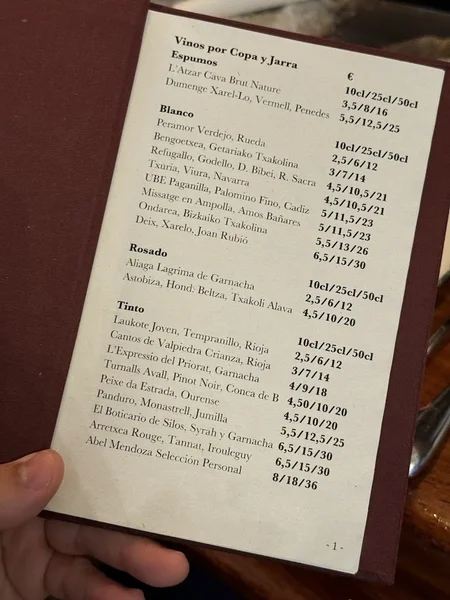 Vinos por Copa y Jarra €
Espumos 10cl/25cl/50cl
L'Atzar Cava Brut Nature 3,5/8/16
Dumenge Xarel-Lo, Vermell, Penedes 5,5/12,5/25
Blanco 10cl/25cl/50cl
Peramor Verdejo, Rueda 2,5/6/12
Bengoetxea, Getariako Txakolina 3/7/14
Refugallo, Godello, D. Bibei, R. Sacra 4,5/10,5/21
Txuria, Viura, Navarra 4,5/10,5/21
UBE Paganilla, Palomino Fino, Cadiz 5/11,5/23
Missatge en Ampolla, Amos Bañares 5/11,5/23
Ondarea, Bizkaiko Txakolina 5,5/13/26
Deix, Xarelo, Joan Rubió 6,5/15/30
Rosado 10cl/25cl/50cl
Aliaga Lagrima de Garnacha 2,5/6/12
Astobiza, Hond: Beltza, Txakoli Alava 4,5/10/20
Tinto 10cl/25cl/50cl
Laukote Joven, Tempranillo, Rioja 2,5/6/12
Cantos de Valpiedra Crianza, Rioja 3/7/14
L'Expressio del Priorat, Garnacha 4/9/18
Turnalls Avall, Pinot Noir, Conca de B 4,50/10/20
Peixe da Estrada, Ourense 4,5/10/20
Panduro, Monastrell, Jumilla 5,5/12,5/25
El Boticario de Silos, Syrah y Garnacha 6,5/15/30
Arretxea Rouge, Tannat, Irouleguy 6,5/15/30
Abel Mendoza Selección Personal 8/18/36
- 1 -